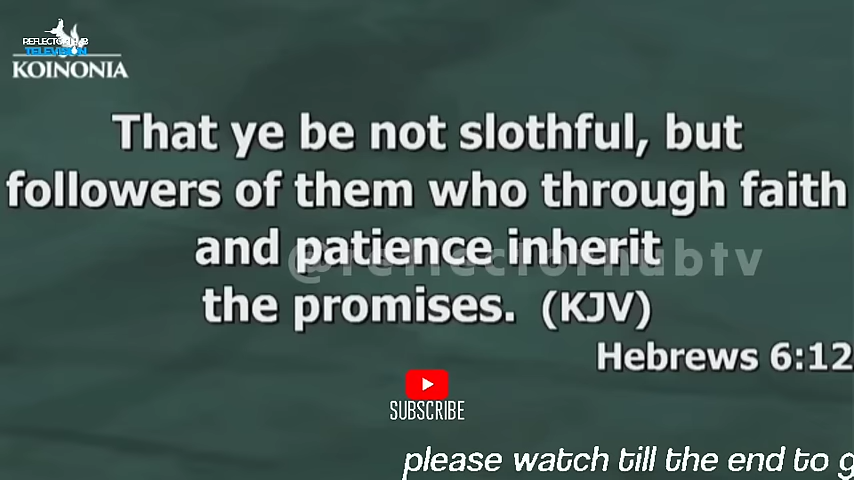 REFLECTOR HUB
TELEVISION
KOINONIA
That ye be not slothful, but
followers of them who through faith
and patience inherit
@reflectorhubtv
the promises. (KJV)
Hebrews 6:12
SUBSCRIBE
please watch till the end to g